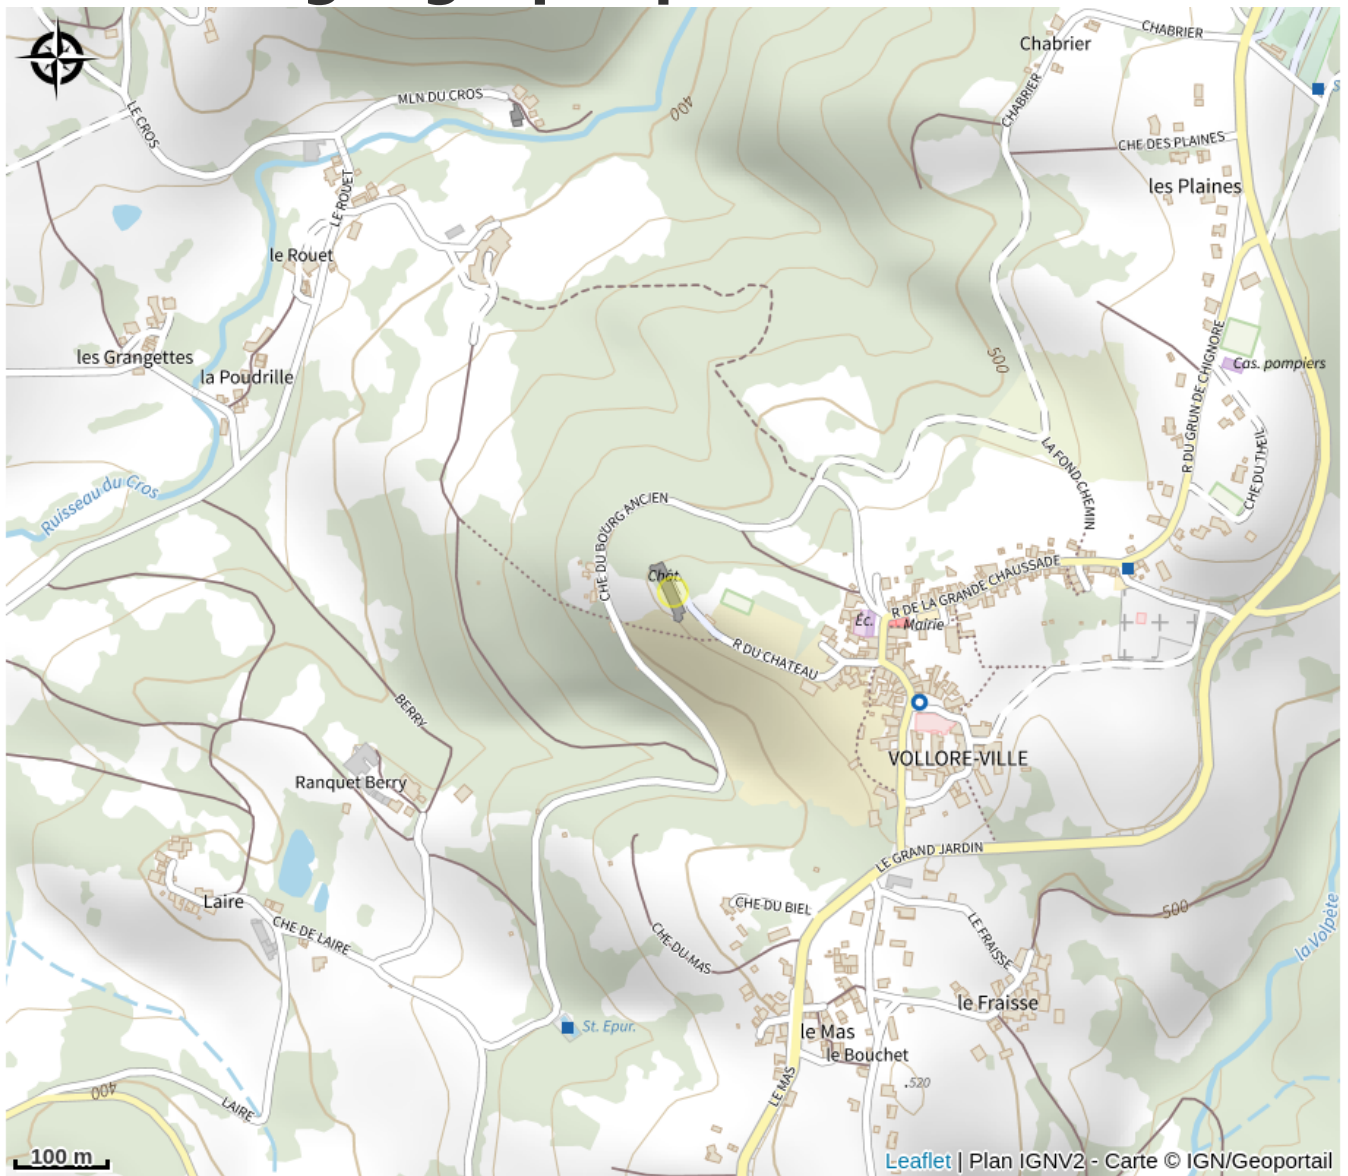 CHABRIER
Chabrier
MLN DU CROS
400
CHABRIER
LE CROS
CHE DES PLAINES
les Plaines
LE ROUET
le Rouet
les Grangettes
la Poudrille
500
R DU GRUN DE CHIGNORE
Cas. pompiers
CHE DU THEIL
LA FOND-CHEMIN
Ruisseau du Cros
CHE DU BOURG ANCIEN
Chât.
R DE LA GRANDE CHAUSSADE
Éc.
Mairie
R DU CHATEAU
BERRY
VOLLORE-VILLE
Ranquet Berry
LE GRAND JARDIN
Laire
CHE DU BIEL
500
CHE DE LAIRE
CHE-DU-MAS
LE FRAISSE
la Volpète
le Fraisse
St. Epur.
le Mas
le Bouchet
.520
LE MAS
400
LAIRE
100 m
Leaflet | Plan IGNV2 - Carte © IGN/Geoportail